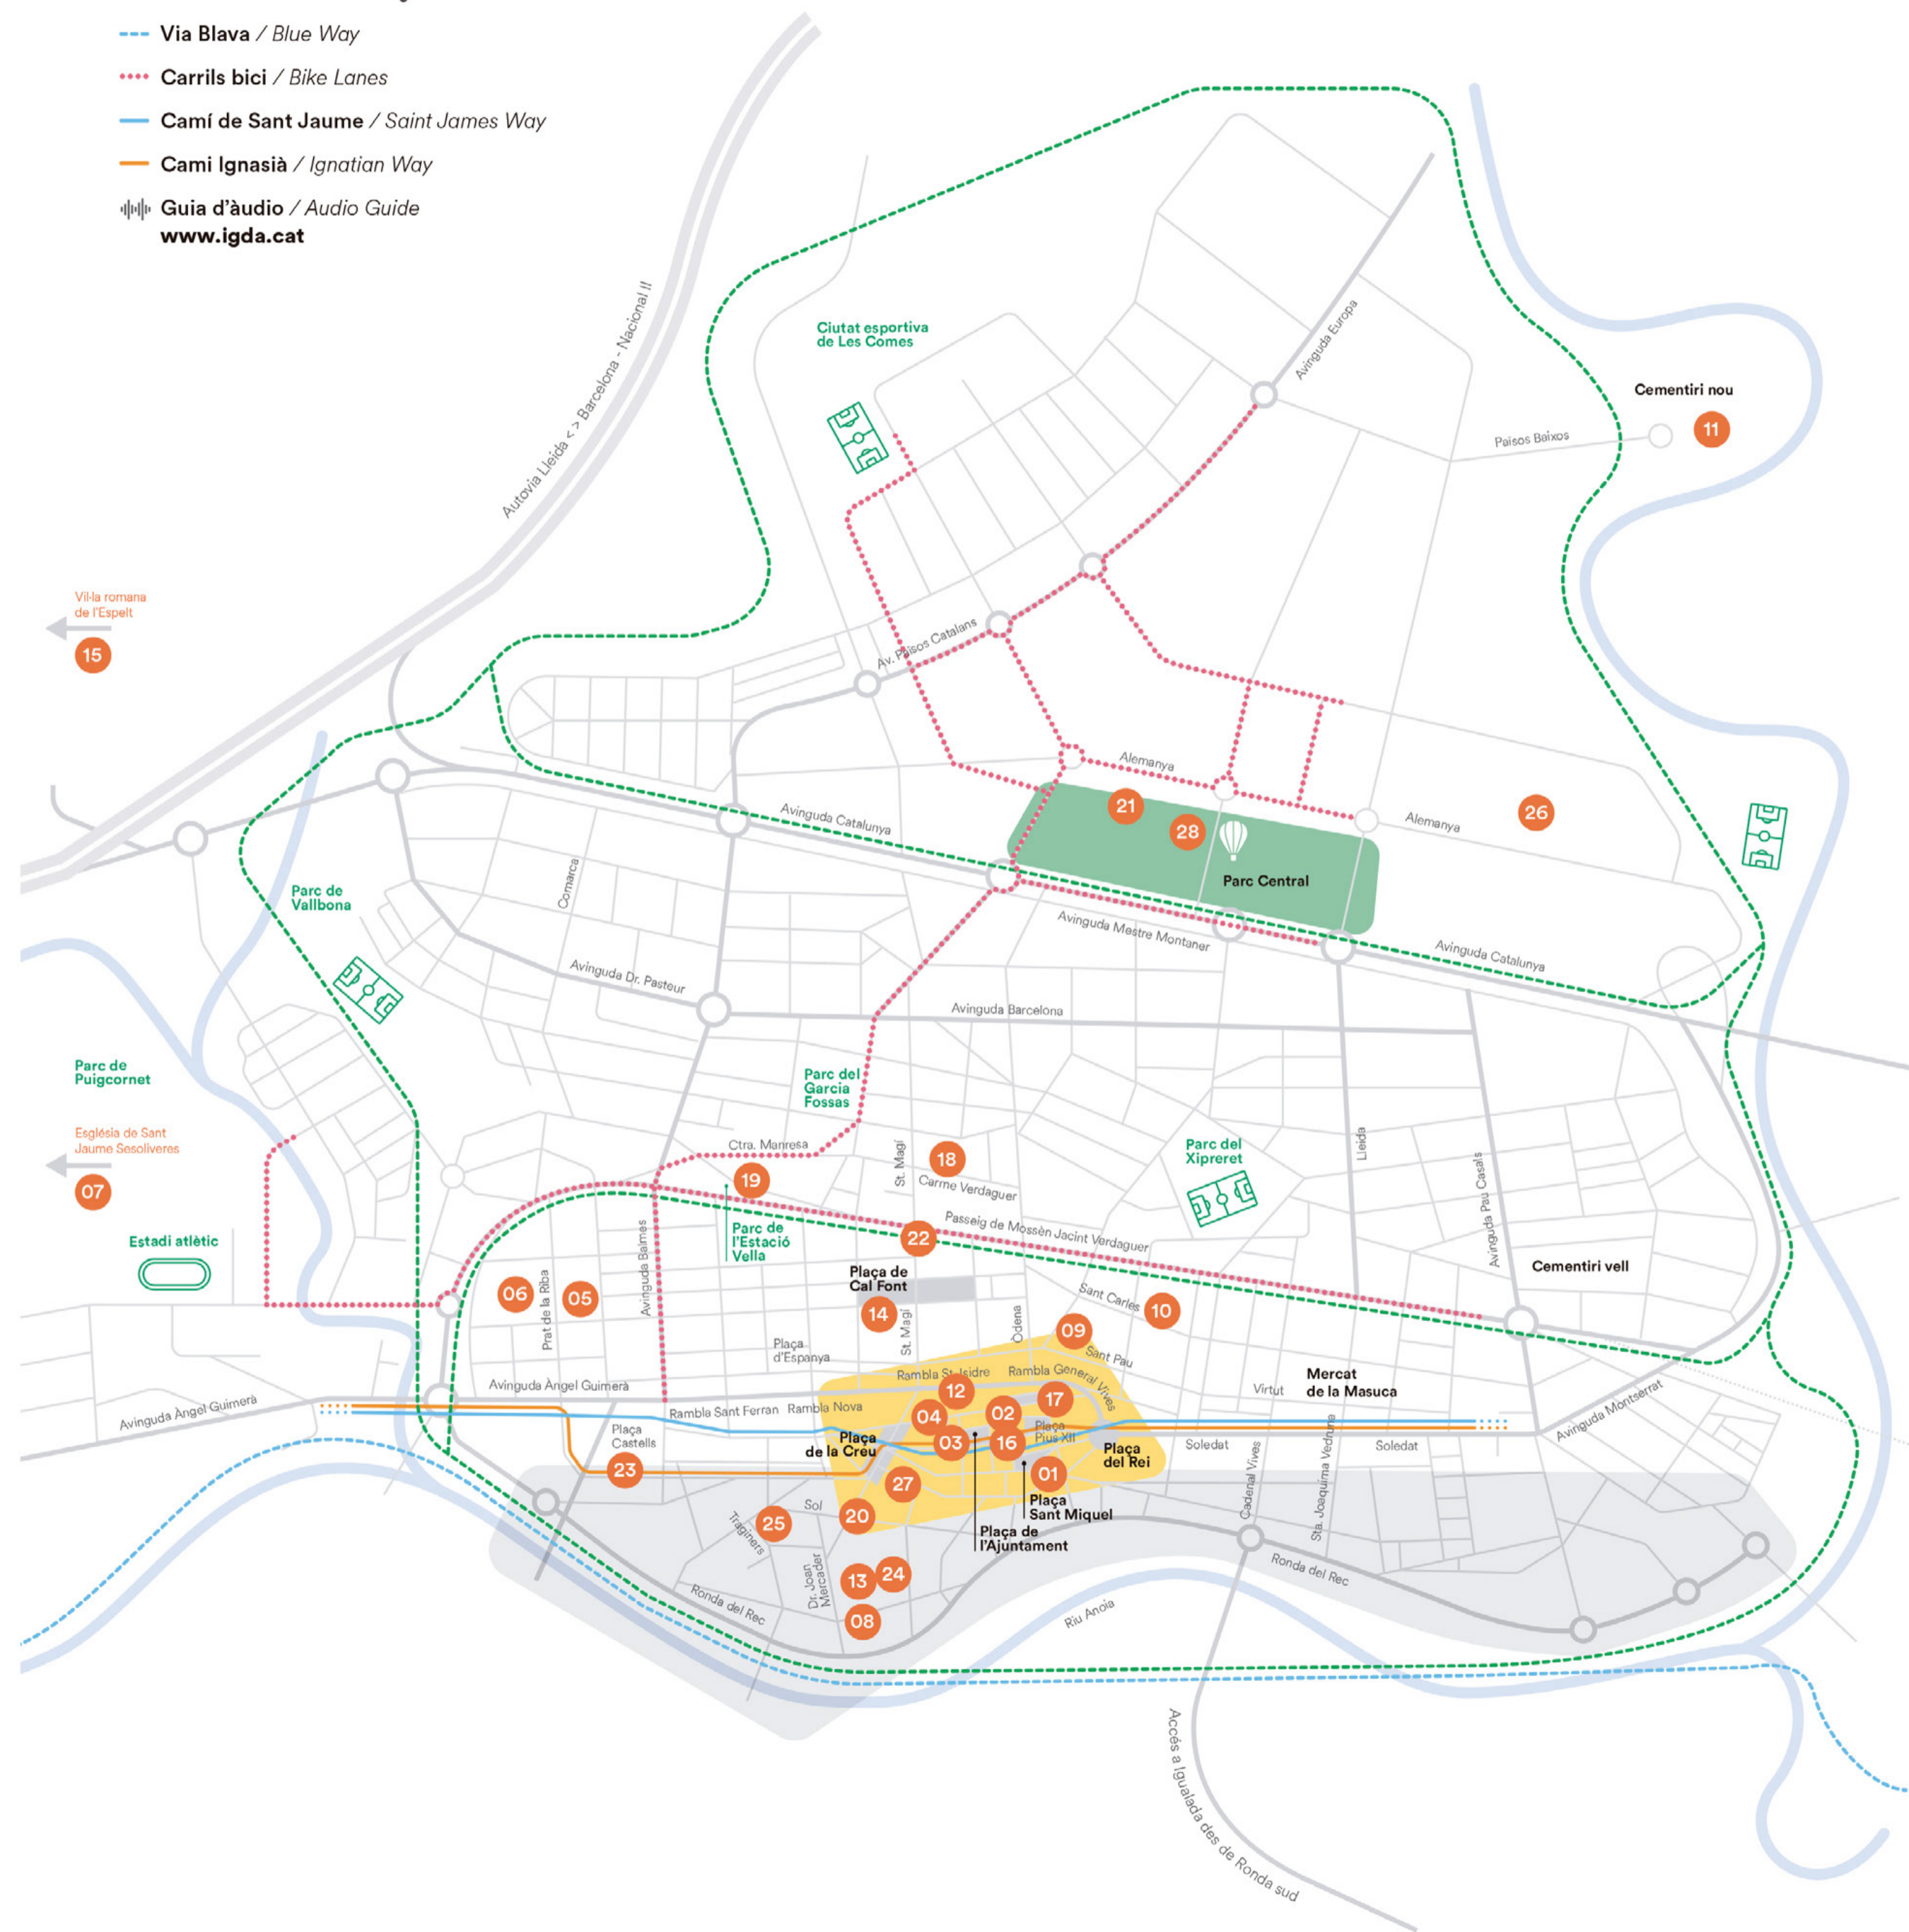 Via Blava / Blue Way
Carrils bici / Bike Lanes
Camí de Sant Jaume / Saint James Way
Cami Ignasià / Ignatian Way
Guia d'àudio / Audio Guide
www.igda.cat
Autovia Lleida < > Barcelona - Nacional II
Ciutat esportiva
de Les Comes
Avinguda Europa
Cementiri nou
11
Països Baixos
Vil·la romana
de l'Espelt
15
Av. Països Catalans
Alemanya
21
28
26
Alemanya
Avinguda Catalunya
Parc Central
Comarca
Parc de
Vallbona
Avinguda Mestre Montaner
Avinguda Catalunya
Avinguda Dr. Pasteur
Avinguda Barcelona
Parc de
Puigcornet
Parc del
Garcia
Fossas
Església de Sant
Jaume Sesoliveres
07
Ctra. Manresa
St. Magí
18
Carme Verdaguer
Parc del
Xipreret
Lleida
Avinguda Pau Casals
19
Estadi atlètic
Parc de
l'Estació
Vella
22
Passeig de Mossèn Jacint Verdaguer
Cementiri vell
06
Prat de la Riba
05
Avinguda Balmes
Plaça de
Cal Font
14
St. Magí
Òdena
Sant Carles
10
09
Sant Pau
Plaça
d'Espanya
Rambla St. Isidre
Rambla General Vives
Mercat
de la Masuca
Virtut
Avinguda Àngel Guimerà
Avinguda Àngel Guimerà
Rambla Sant Ferran
Rambla Nova
12
17
04
02
Plaça
Pius XII
03
16
Plaça
Castells
23
Plaça
de la Creu
Plaça
del Rei
Soledat
Soledat
Avinguda Montserrat
Cardenal Vives
Sta. Joaquima Vedruna
01
27
Plaça
Sant Miquel
Plaça de
l'Ajuntament
Sol
20
25
Traginers
Dr. Joan
Mercader
13
24
08
Ronda del Rec
Ronda del Rec
Riu Anoia
Accés a Igualada des de Ronda sud